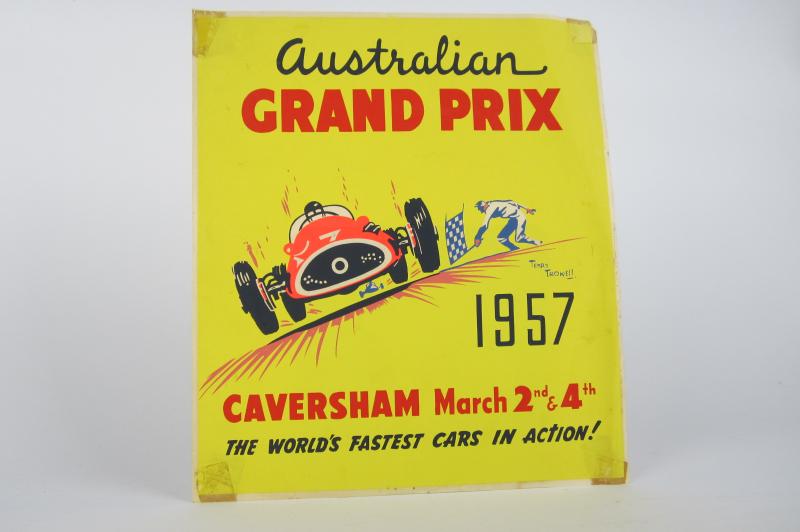 Australian
GRAND PRIX
TERRY TROWELL
1957
CAVERSHAM March 2nd & 4th
THE WORLD'S FASTEST CARS IN ACTION!